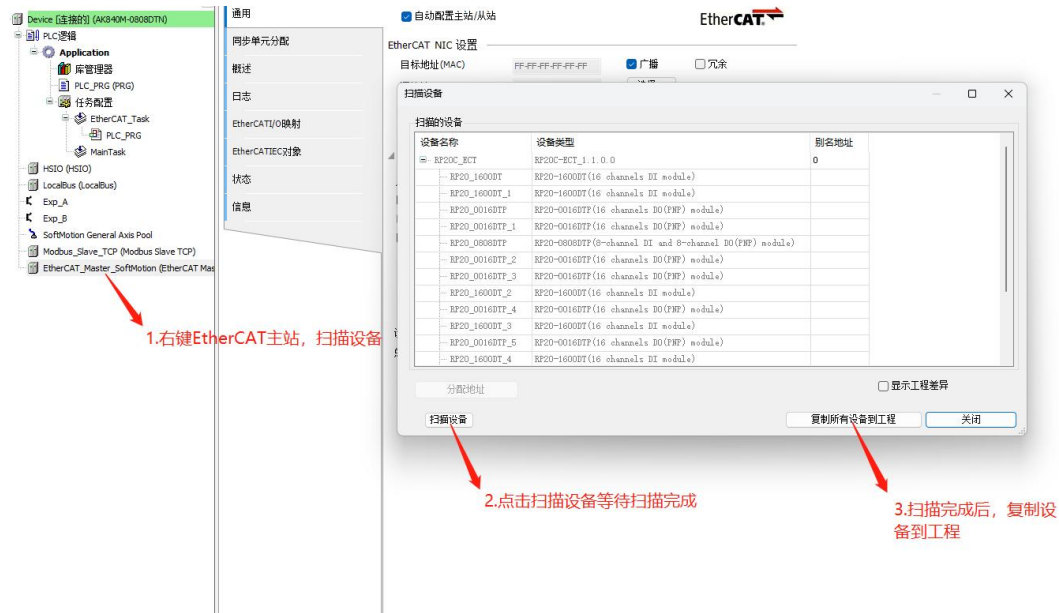 Device [连接的] (AK840M-0808DTN)
PLC逻辑
Application
库管理器
PLC_PRG (PRG)
任务配置
EtherCAT_Task
PLC_PRG
MainTask
HSIO (HSIO)
LocalBus (LocalBus)
Exp_A
Exp_B
SoftMotion General Axis Pool
Modbus_Slave_TCP (Modbus Slave TCP)
EtherCAT_Master_SoftMotion (EtherCAT Mas
1.右键EtherCAT主站，扫描设备
通用
同步单元分配
概述
日志
EtherCATI/O映射
EtherCATIEC对象
状态
信息
自动配置主站/从站
EtherCAT
EtherCAT NIC 设置
目标地址(MAC) FF-FF-FF-FF-FF-FF 广播 冗余
扫描设备
扫描的设备
设备名称 设备类型 别名地址
RP20C_ECT RP20C-ECT_1.1.0.0 0
RP20_1600DT RP20-1600DT(16 channels DI module)
RP20_1600DT_1 RP20-1600DT(16 channels DI module)
RP20_0016DTP RP20-0016DTP(16 channels DO(PNP) module)
RP20_0016DTP_1 RP20-0016DTP(16 channels DO(PNP) module)
RP20_0808DTP RP20-0808DTP(8-channel DI and 8-channel DO(PNP) module)
RP20_0016DTP_2 RP20-0016DTP(16 channels DO(PNP) module)
RP20_0016DTP_3 RP20-0016DTP(16 channels DO(PNP) module)
RP20_1600DT_2 RP20-1600DT(16 channels DI module)
RP20_0016DTP_4 RP20-0016DTP(16 channels DO(PNP) module)
RP20_1600DT_3 RP20-1600DT(16 channels DI module)
RP20_0016DTP_5 RP20-0016DTP(16 channels DO(PNP) module)
RP20_1600DT_4 RP20-1600DT(16 channels DI module)
分配地址 显示工程差异
扫描设备 复制所有设备到工程 关闭
2.点击扫描设备等待扫描完成
3.扫描完成后，复制设
备到工程